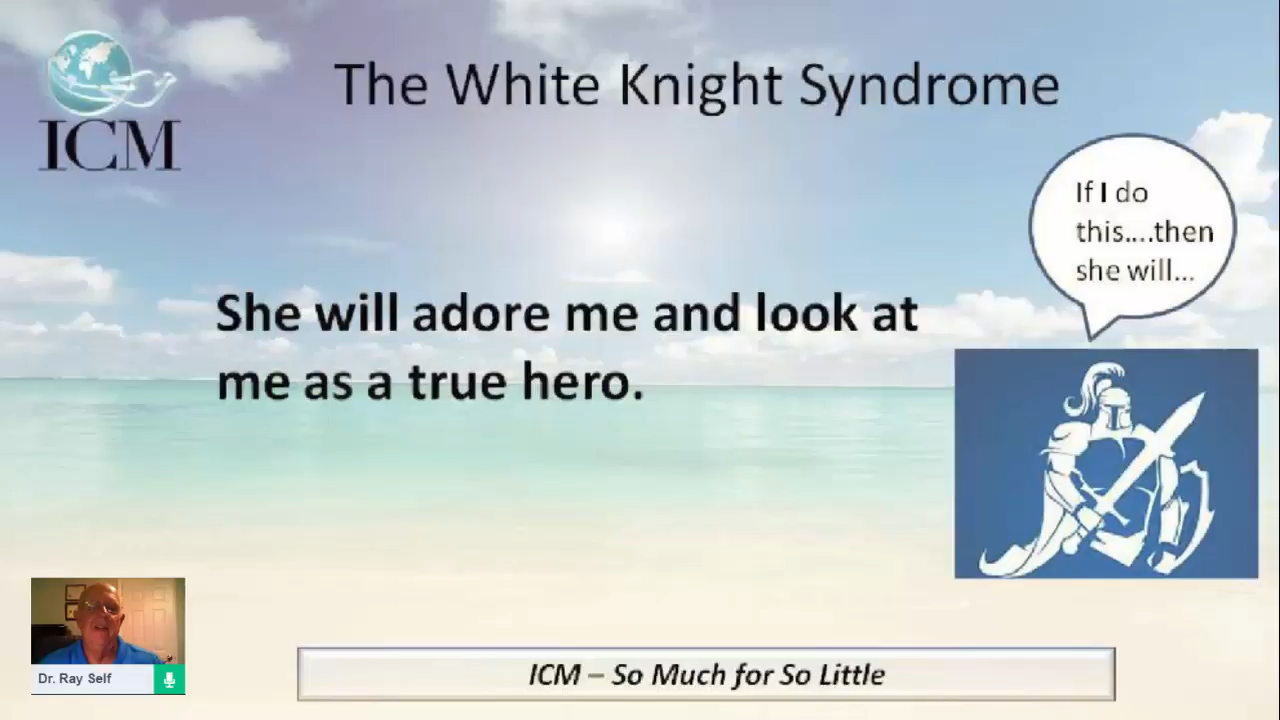 ICM
The White Knight Syndrome
If I do
this....then
she will...
She will adore me and look at
me as a true hero.
Dr. Ray Self
ICM – So Much for So Little